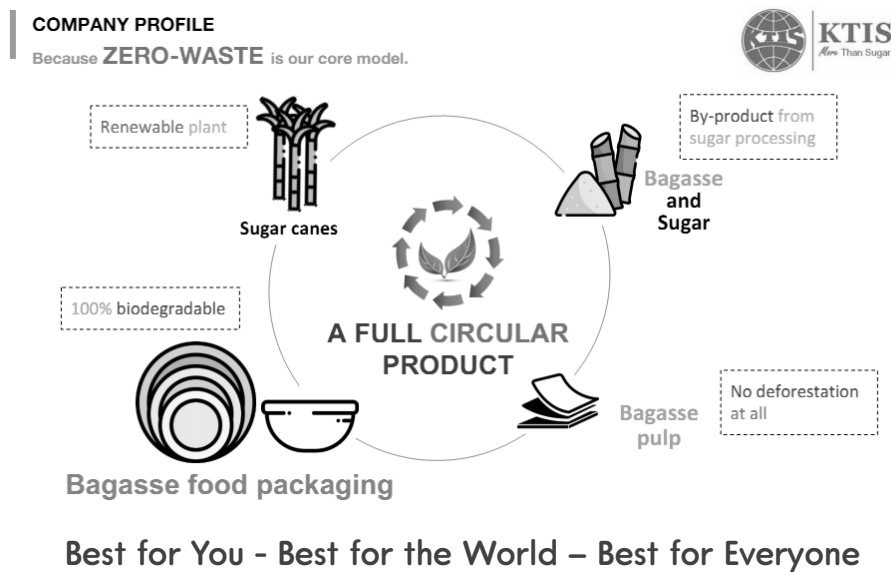 COMPANY PROFILE
Because ZERO-WASTE is our core model.
KTIS
KTIS
More Than Sugar
Renewable plant
Sugar canes
By-product from
sugar processing
Bagasse
and
Sugar
100% biodegradable
A FULL CIRCULAR
PRODUCT
No deforestation
at all
Bagasse
pulp
Bagasse food packaging
Best for You - Best for the World – Best for Everyone